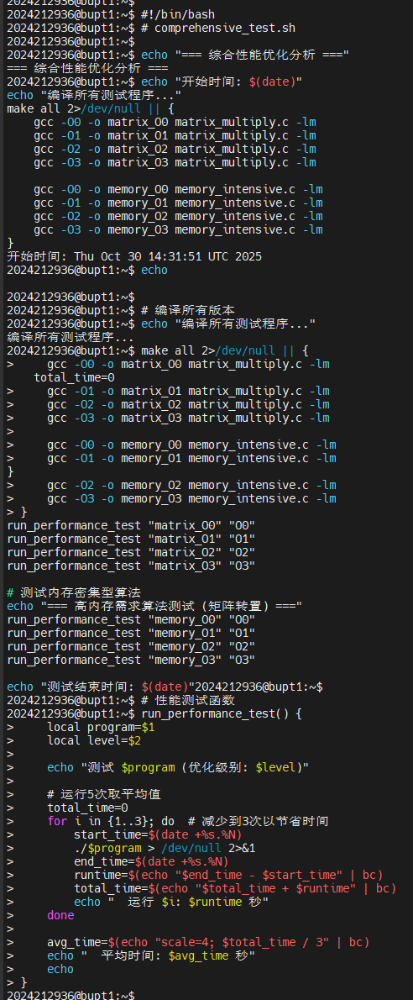 2024212936@bupt1:~$
2024212936@bupt1:~$ #!/bin/bash
2024212936@bupt1:~$ # comprehensive_test.sh
2024212936@bupt1:~$
2024212936@bupt1:~$ echo "=== 综合性能优化分析 ==="
=== 综合性能优化分析 ===
2024212936@bupt1:~$ echo "开始时间: $(date)"
echo "编译所有测试程序..."
make all 2>/dev/null || {
    gcc -O0 -o matrix_O0 matrix_multiply.c -lm
    gcc -O1 -o matrix_O1 matrix_multiply.c -lm
    gcc -O2 -o matrix_O2 matrix_multiply.c -lm
    gcc -O3 -o matrix_O3 matrix_multiply.c -lm

    gcc -O0 -o memory_O0 memory_intensive.c -lm
    gcc -O1 -o memory_O1 memory_intensive.c -lm
    gcc -O2 -o memory_O2 memory_intensive.c -lm
    gcc -O3 -o memory_O3 memory_intensive.c -lm
}
开始时间: Thu Oct 30 14:31:51 UTC 2025
2024212936@bupt1:~$ echo

2024212936@bupt1:~$
2024212936@bupt1:~$ # 编译所有版本
2024212936@bupt1:~$ echo "编译所有测试程序..."
编译所有测试程序...
2024212936@bupt1:~$ make all 2>/dev/null || {
>     gcc -O0 -o matrix_O0 matrix_multiply.c -lm
    total_time=0
>     gcc -O1 -o matrix_O1 matrix_multiply.c -lm
>     gcc -O2 -o matrix_O2 matrix_multiply.c -lm
>     gcc -O3 -o matrix_O3 matrix_multiply.c -lm
>
>     gcc -O0 -o memory_O0 memory_intensive.c -lm
>     gcc -O1 -o memory_O1 memory_intensive.c -lm
}
>     gcc -O2 -o memory_O2 memory_intensive.c -lm
>     gcc -O3 -o memory_O3 memory_intensive.c -lm
> }
run_performance_test "matrix_O0" "O0"
run_performance_test "matrix_O1" "O1"
run_performance_test "matrix_O2" "O2"
run_performance_test "matrix_O3" "O3"

# 测试内存密集型算法
echo "=== 高内存需求算法测试 (矩阵转置) ==="
run_performance_test "memory_O0" "O0"
run_performance_test "memory_O1" "O1"
run_performance_test "memory_O2" "O2"
run_performance_test "memory_O3" "O3"

echo "测试结束时间: $(date)"2024212936@bupt1:~$
2024212936@bupt1:~$ # 性能测试函数
2024212936@bupt1:~$ run_performance_test() {
>     local program=$1
>     local level=$2
>
>     echo "测试 $program (优化级别: $level)"
>
>     # 运行5次取平均值
>     total_time=0
>     for i in {1..3}; do  # 减少到3次以节省时间
>         start_time=$(date +%s.%N)
>         ./$program > /dev/null 2>&1
>         end_time=$(date +%s.%N)
>         runtime=$(echo "$end_time - $start_time" | bc)
>         total_time=$(echo "$total_time + $runtime" | bc)
>         echo "  运行 $i: $runtime 秒"
>     done
>
>     avg_time=$(echo "scale=4; $total_time / 3" | bc)
>     echo "  平均时间: $avg_time 秒"
>     echo
> }
2024212936@bupt1:~$